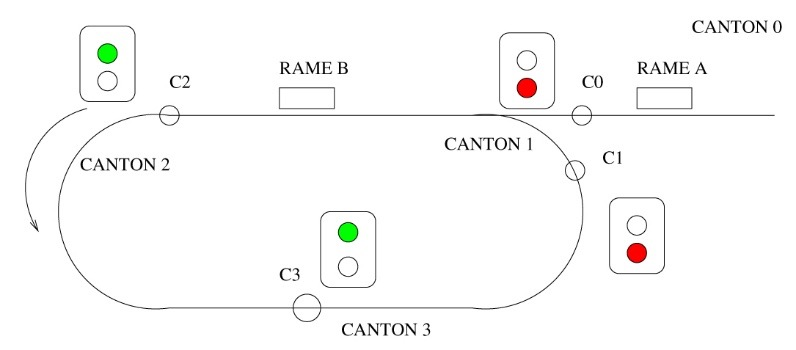 CANTON 0
C2
RAME B
C0
RAME A
CANTON 1
C1
CANTON 2
C3
CANTON 3